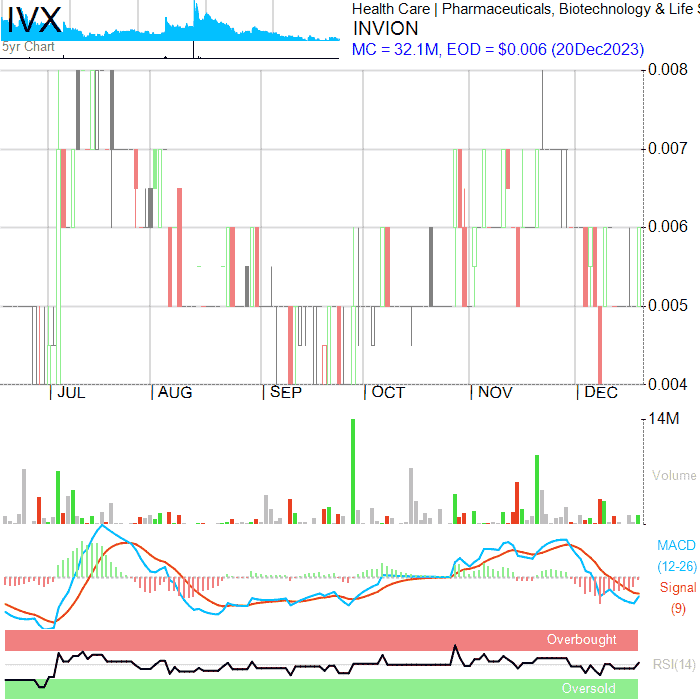 IVX
5yr Chart
Health Care | Pharmaceuticals, Biotechnology & Life S
INVION
MC = 32.1M, EOD = $0.006 (20Dec2023)
0.008
0.007
0.006
0.005
0.004
| JUL | AUG | SEP | OCT | NOV | DEC
14M
Volume
MACD
(12-26)
Signal
(9)
Overbought
RSI(14)
Oversold